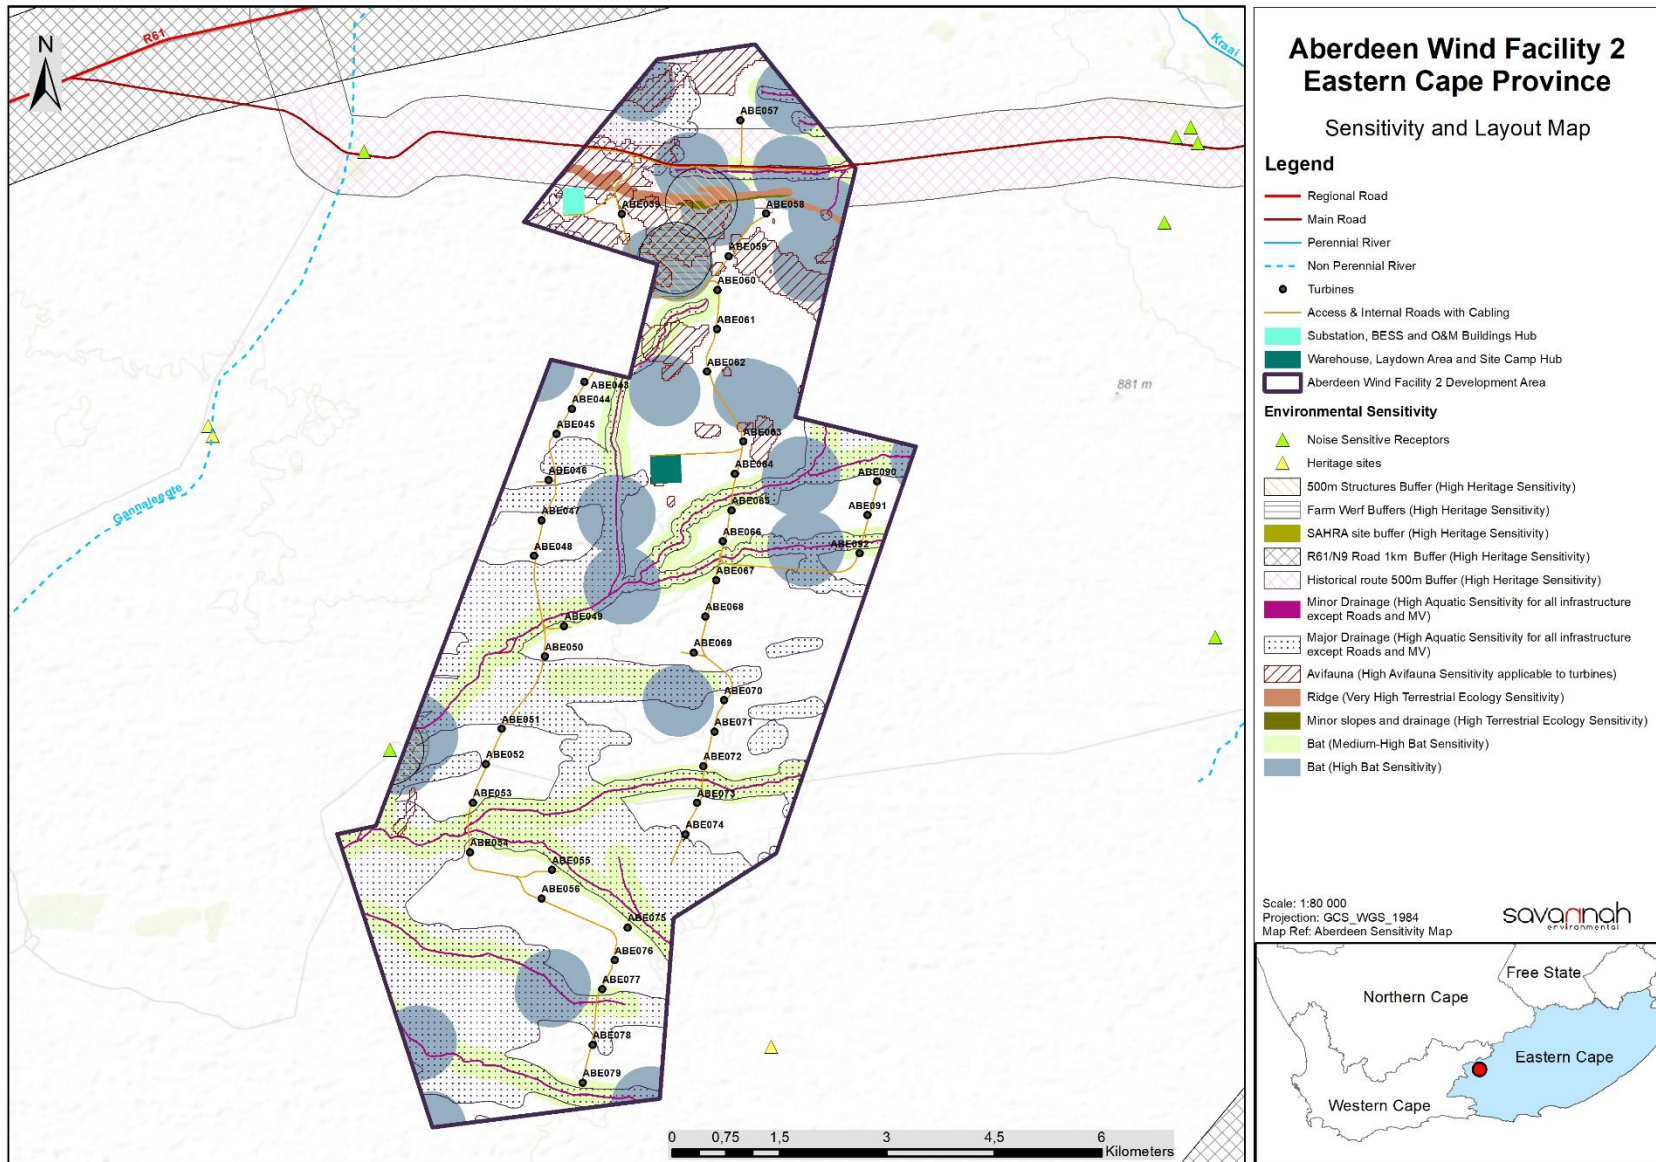 R61
N
Kraai
Gannaleegte
881 m
ABE057
ABE039
ABE058
ABE059
ABE060
ABE061
ABE062
ABE043
ABE044
ABE045
ABE063
ABE046
ABE064
ABE090
ABE047
ABE065
ABE091
ABE048
ABE066
ABE092
ABE067
ABE068
ABE049
ABE069
ABE050
ABE070
ABE051
ABE071
ABE052
ABE072
ABE053
ABE073
ABE074
ABE054
ABE055
ABE056
ABE075
ABE076
ABE077
ABE078
ABE079
0 0,75 1,5 3 4,5 6
Kilometers
Aberdeen Wind Facility 2
Eastern Cape Province
Sensitivity and Layout Map
Legend
Regional Road
Main Road
Perennial River
Non Perennial River
Turbines
Access & Internal Roads with Cabling
Substation, BESS and O&M Buildings Hub
Warehouse, Laydown Area and Site Camp Hub
Aberdeen Wind Facility 2 Development Area
Environmental Sensitivity
Noise Sensitive Receptors
Heritage sites
500m Structures Buffer (High Heritage Sensitivity)
Farm Werf Buffers (High Heritage Sensitivity)
SAHRA site buffer (High Heritage Sensitivity)
R61/N9 Road 1km Buffer (High Heritage Sensitivity)
Historical route 500m Buffer (High Heritage Sensitivity)
Minor Drainage (High Aquatic Sensitivity for all infrastructure
except Roads and MV)
Major Drainage (High Aquatic Sensitivity for all infrastructure
except Roads and MV)
Avifauna (High Avifauna Sensitivity applicable to turbines)
Ridge (Very High Terrestrial Ecology Sensitivity)
Minor slopes and drainage (High Terrestrial Ecology Sensitivity)
Bat (Medium-High Bat Sensitivity)
Bat (High Bat Sensitivity)
Scale: 1:80 000
Projection: GCS_WGS_1984
Map Ref: Aberdeen Sensitivity Map
savannah
environmental
Free State
Northern Cape
Eastern Cape
Western Cape